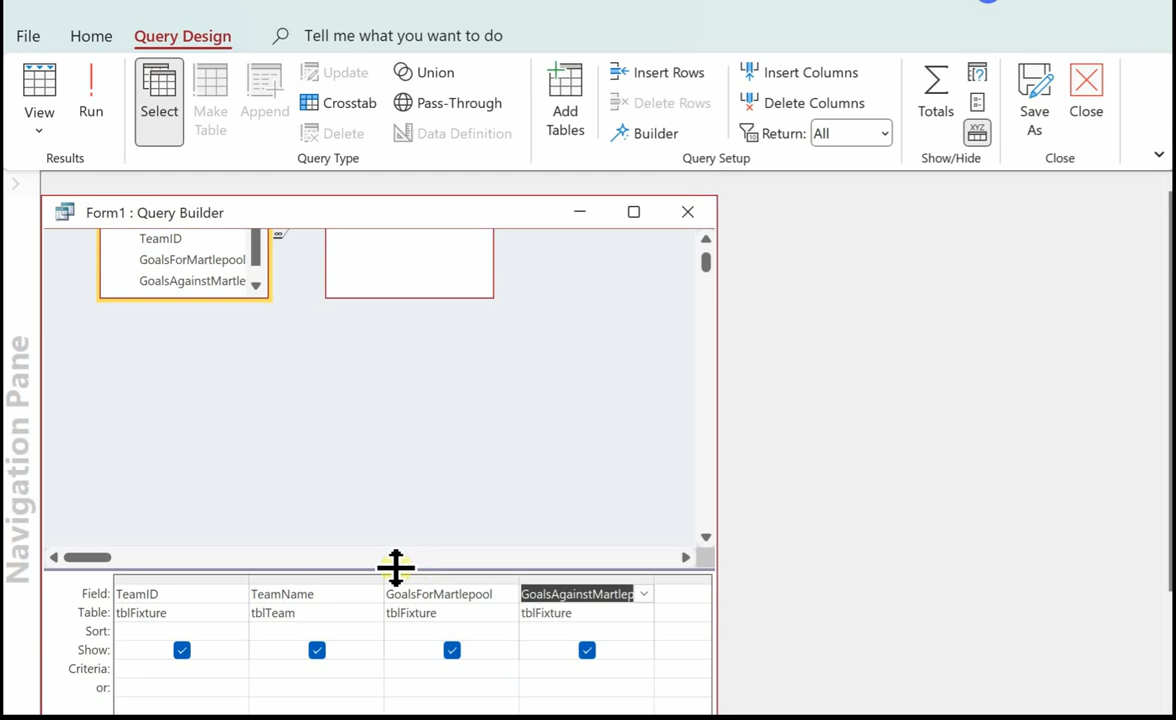 File Home Query Design Tell me what you want to do
View Run Select Make Table Append Update Crosstab Delete Union Pass-Through Data Definition Add Tables Insert Rows Delete Rows Builder Insert Columns Delete Columns Return: All Totals XYZ Save As Close
Results Query Type Query Setup Show/Hide Close
Navigation Pane
Form1 : Query Builder
TeamID
GoalsForMartlepool
GoalsAgainstMartle
Field: TeamID TeamName GoalsForMartlepool GoalsAgainstMartlep
Table: tblFixture tblTeam tblFixture tblFixture
Sort:
Show:
Criteria:
or: